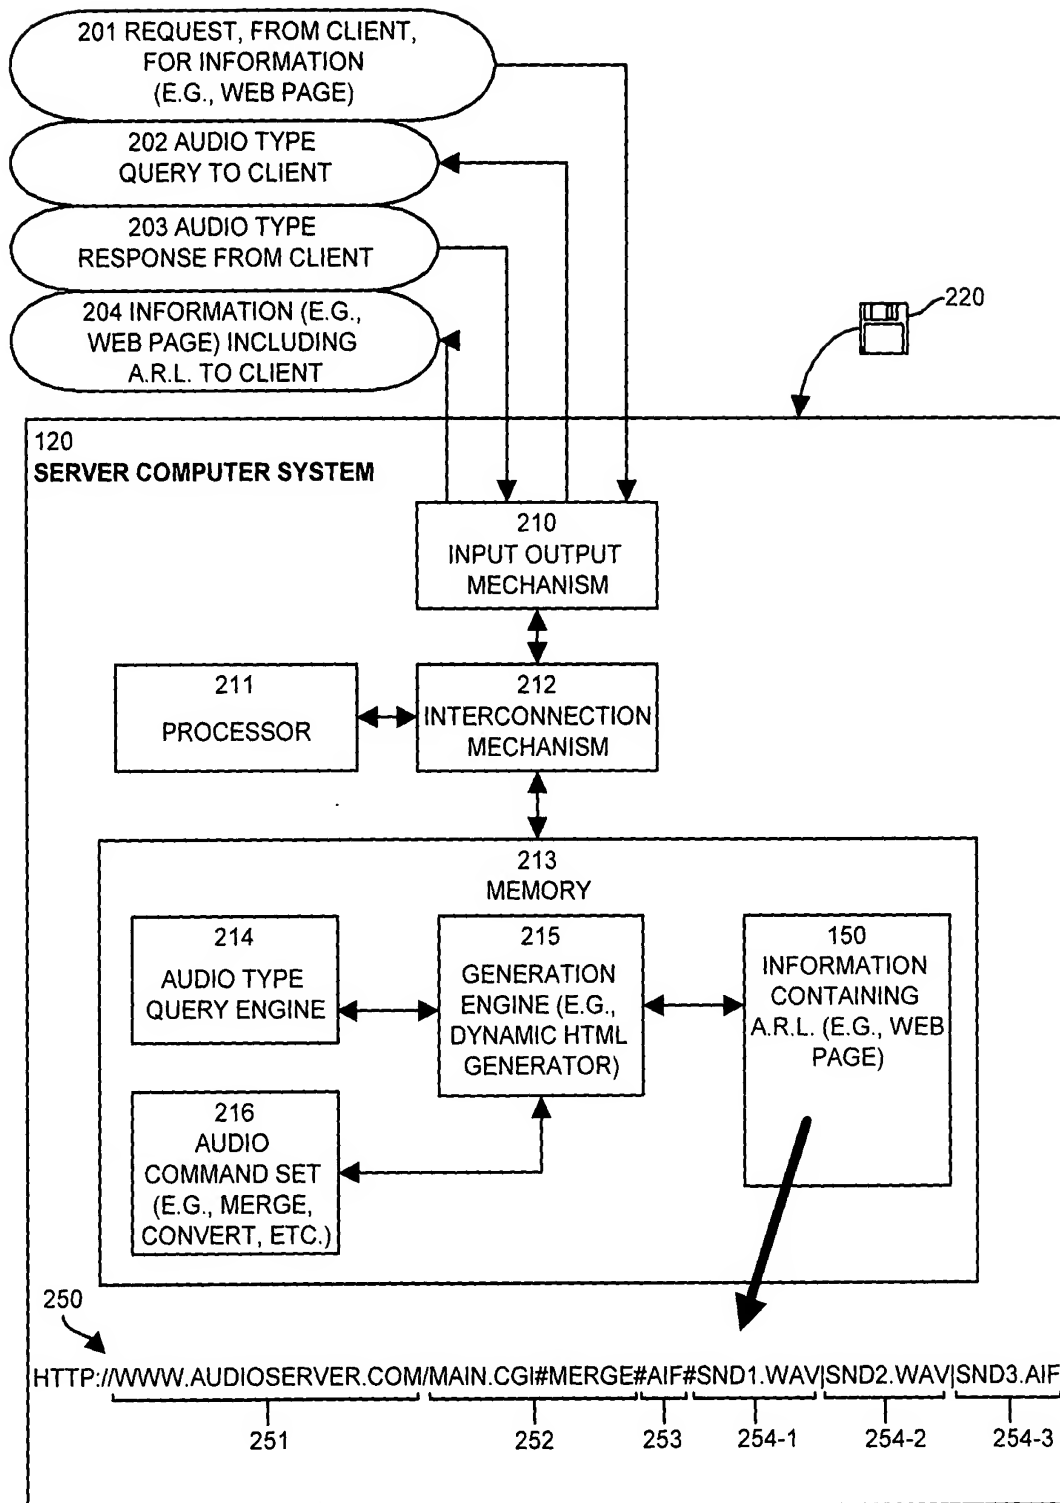 201 REQUEST, FROM CLIENT,
FOR INFORMATION
(E.G., WEB PAGE)
202 AUDIO TYPE
QUERY TO CLIENT
203 AUDIO TYPE
RESPONSE FROM CLIENT
204 INFORMATION (E.G.,
WEB PAGE) INCLUDING
A.R.L. TO CLIENT
220
120
SERVER COMPUTER SYSTEM
210
INPUT OUTPUT
MECHANISM
211
PROCESSOR
212
INTERCONNECTION
MECHANISM
213
MEMORY
214
AUDIO TYPE
QUERY ENGINE
215
GENERATION
ENGINE (E.G.,
DYNAMIC HTML
GENERATOR)
150
INFORMATION
CONTAINING
A.R.L. (E.G., WEB
PAGE)
216
AUDIO
COMMAND SET
(E.G., MERGE,
CONVERT, ETC.)
250
HTTP://WWW.AUDIOSERVER.COM/MAIN.CGI#MERGE#AIF#SND1.WAV|SND2.WAV|SND3.AIF
251 252 253 254-1 254-2 254-3